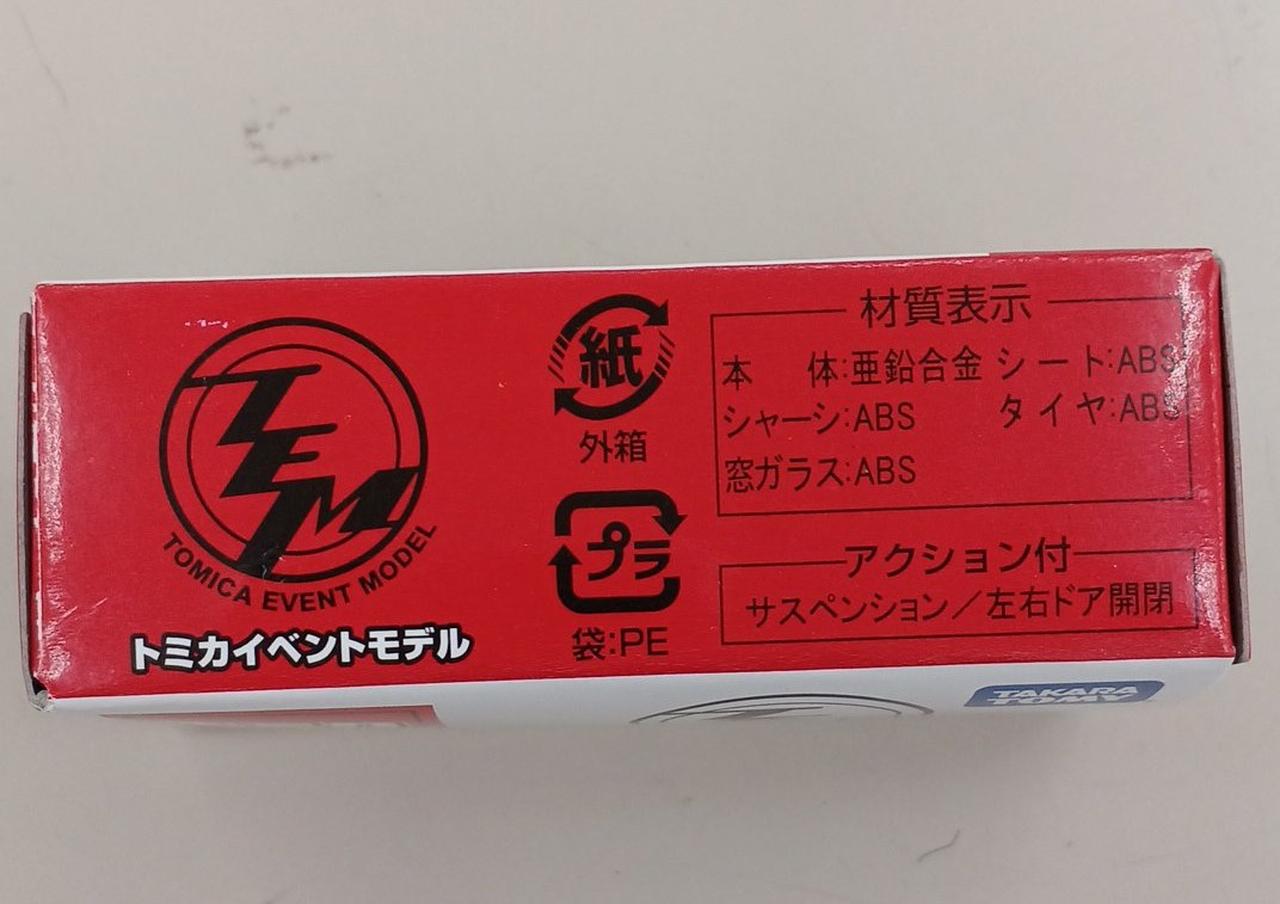 TEM
TOMICA EVENT MODEL
トミカイベントモデル
紙
外箱
プラ
袋:PE
材質表示
本　体:亜鉛合金 シート:ABS
シャーシ:ABS　タイヤ:ABS
窓ガラス:ABS
アクション付
サスペンション／左右ドア開閉
TAKARA
TOMY